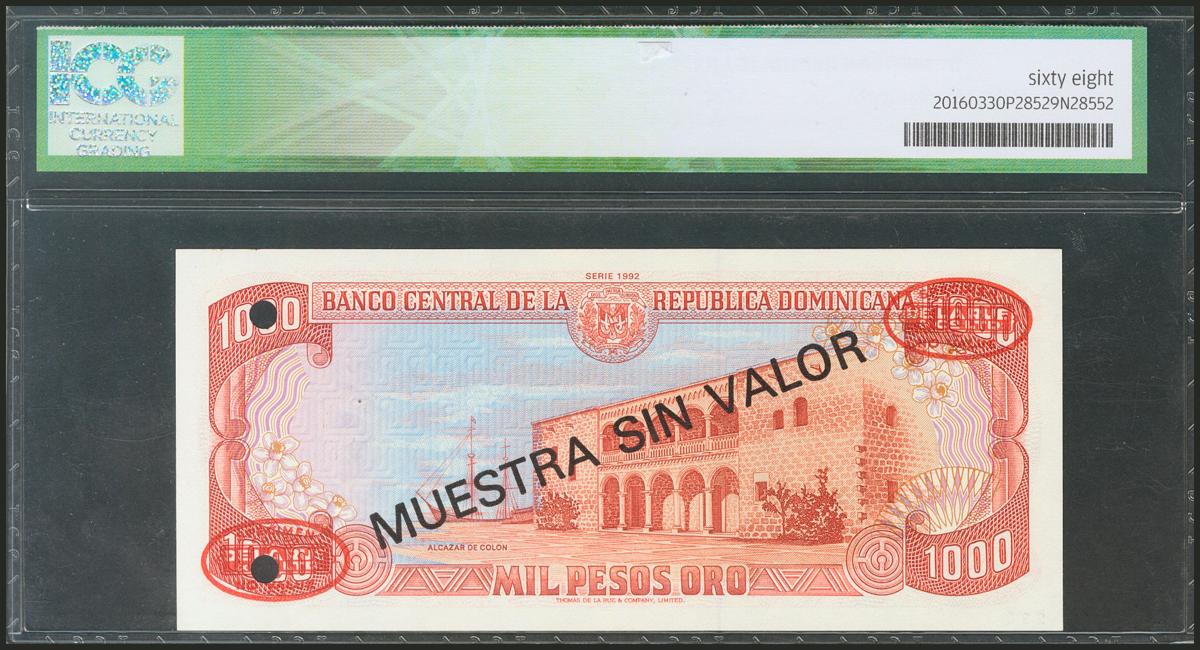 ICG
INTERNATIONAL
CURRENCY
GRADING
sixty eight
20160330P28529N28552
SERIE 1992
BANCO CENTRAL DE LA REPUBLICA DOMINICANA
1000
MUESTRA SIN VALOR
ALCAZAR DE COLON
1000
1000
MIL PESOS ORO
THOMAS DE LA RUE & COMPANY, LIMITED.